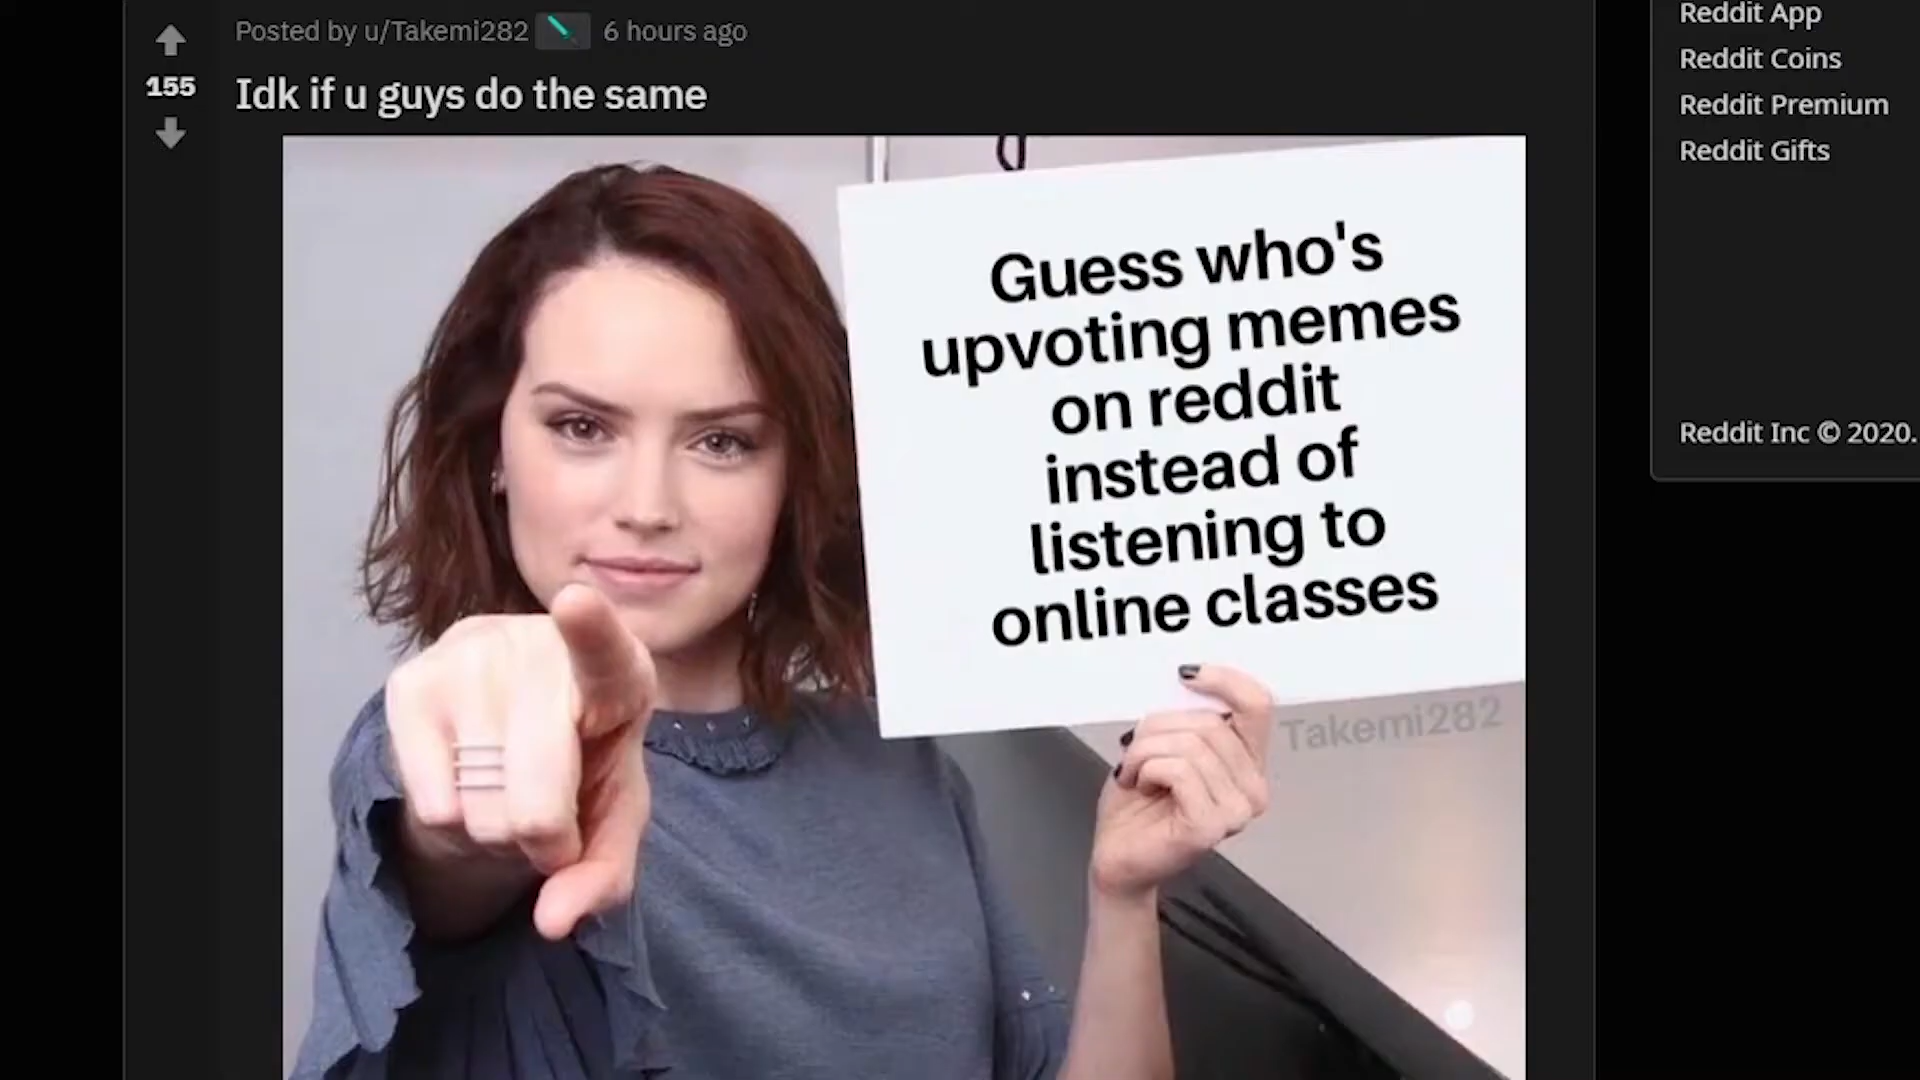 Posted by u/Takemi282 6 hours ago
155
Idk if u guys do the same
Guess who's
upvoting memes
on reddit
instead of
listening to
online classes
Takemi282
Reddit App
Reddit Coins
Reddit Premium
Reddit Gifts
Reddit Inc © 2020.